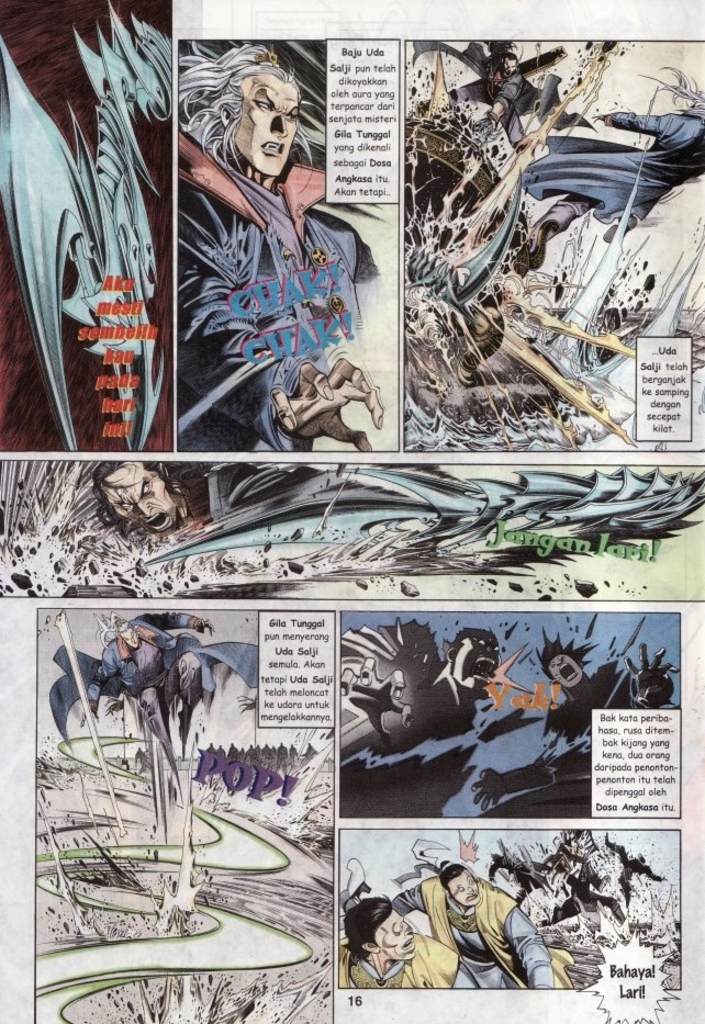 Aku
mesti
sembelih
kau
pada
hari
ini!
Baju Uda
Salji pun telah
dikoyakkan
oleh aura yang
terpancar dari
senjata misteri
Gila Tunggal
yang dikenali
sebagai Dosa
Angkasa itu.
Akan tetapi..
CHAK!
CHAK!
...Uda
Salji telah
berganjak
ke samping
dengan
secepat
kilat.
Jangan lari!
Gila Tunggal
pun menyerang
Uda Salji
semula. Akan
tetapi Uda Salji
telah meloncat
ke udara untuk
mengelakkannya.
POP!
Yak!
Bak kata periba-
hasa, rusa ditem-
bak kijang yang
kena, dua orang
daripada penonton-
penonton itu telah
dipenggal oleh
Dosa Angkasa itu.
Bahaya!
Lari!
16